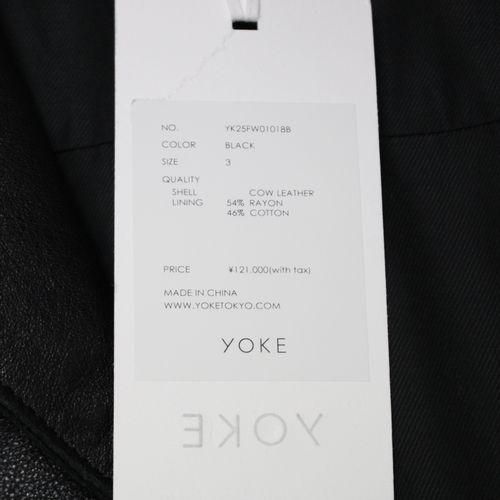 NO. YK25FW01018B
COLOR BLACK
SIZE 3
QUALITY
SHELL COW LEATHER
LINING 54% RAYON
46% COTTON
PRICE ¥121.000(with tax)
MADE IN CHINA
WWW.YOKETOKYO.COM
YOKE
YOKE